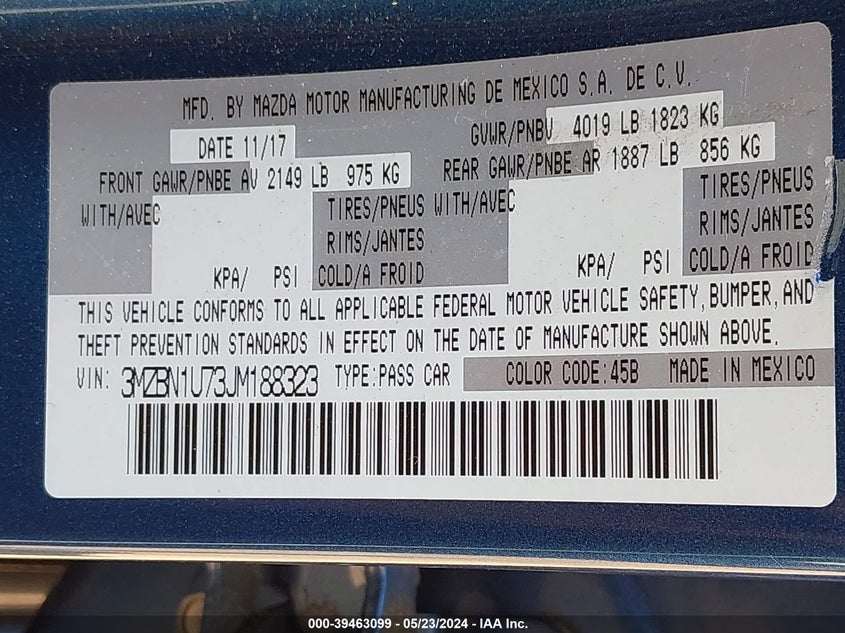 MFD. BY MAZDA MOTOR MANUFACTURING DE MEXICO S.A. DE C.V.
DATE 11/17 GVWR/PNBV 4019 LB 1823 KG
FRONT GAWR/PNBE AV 2149 LB 975 KG REAR GAWR/PNBE AR 1887 LB 856 KG
WITH/AVEC TIRES/PNEUS WITH/AVEC TIRES/PNEUS
RIMS/JANTES RIMS/JANTES
KPA/ PSI COLD/A FROID KPA/ PSI COLD/A FROID
THIS VEHICLE CONFORMS TO ALL APPLICABLE FEDERAL MOTOR VEHICLE SAFETY, BUMPER, AND
THEFT PREVENTION STANDARDS IN EFFECT ON THE DATE OF MANUFACTURE SHOWN ABOVE.
VIN: 3MZBN1U73JM188323 TYPE:PASS CAR COLOR CODE:45B MADE IN MEXICO
000-39463099 - 05/23/2024 - IAA Inc.